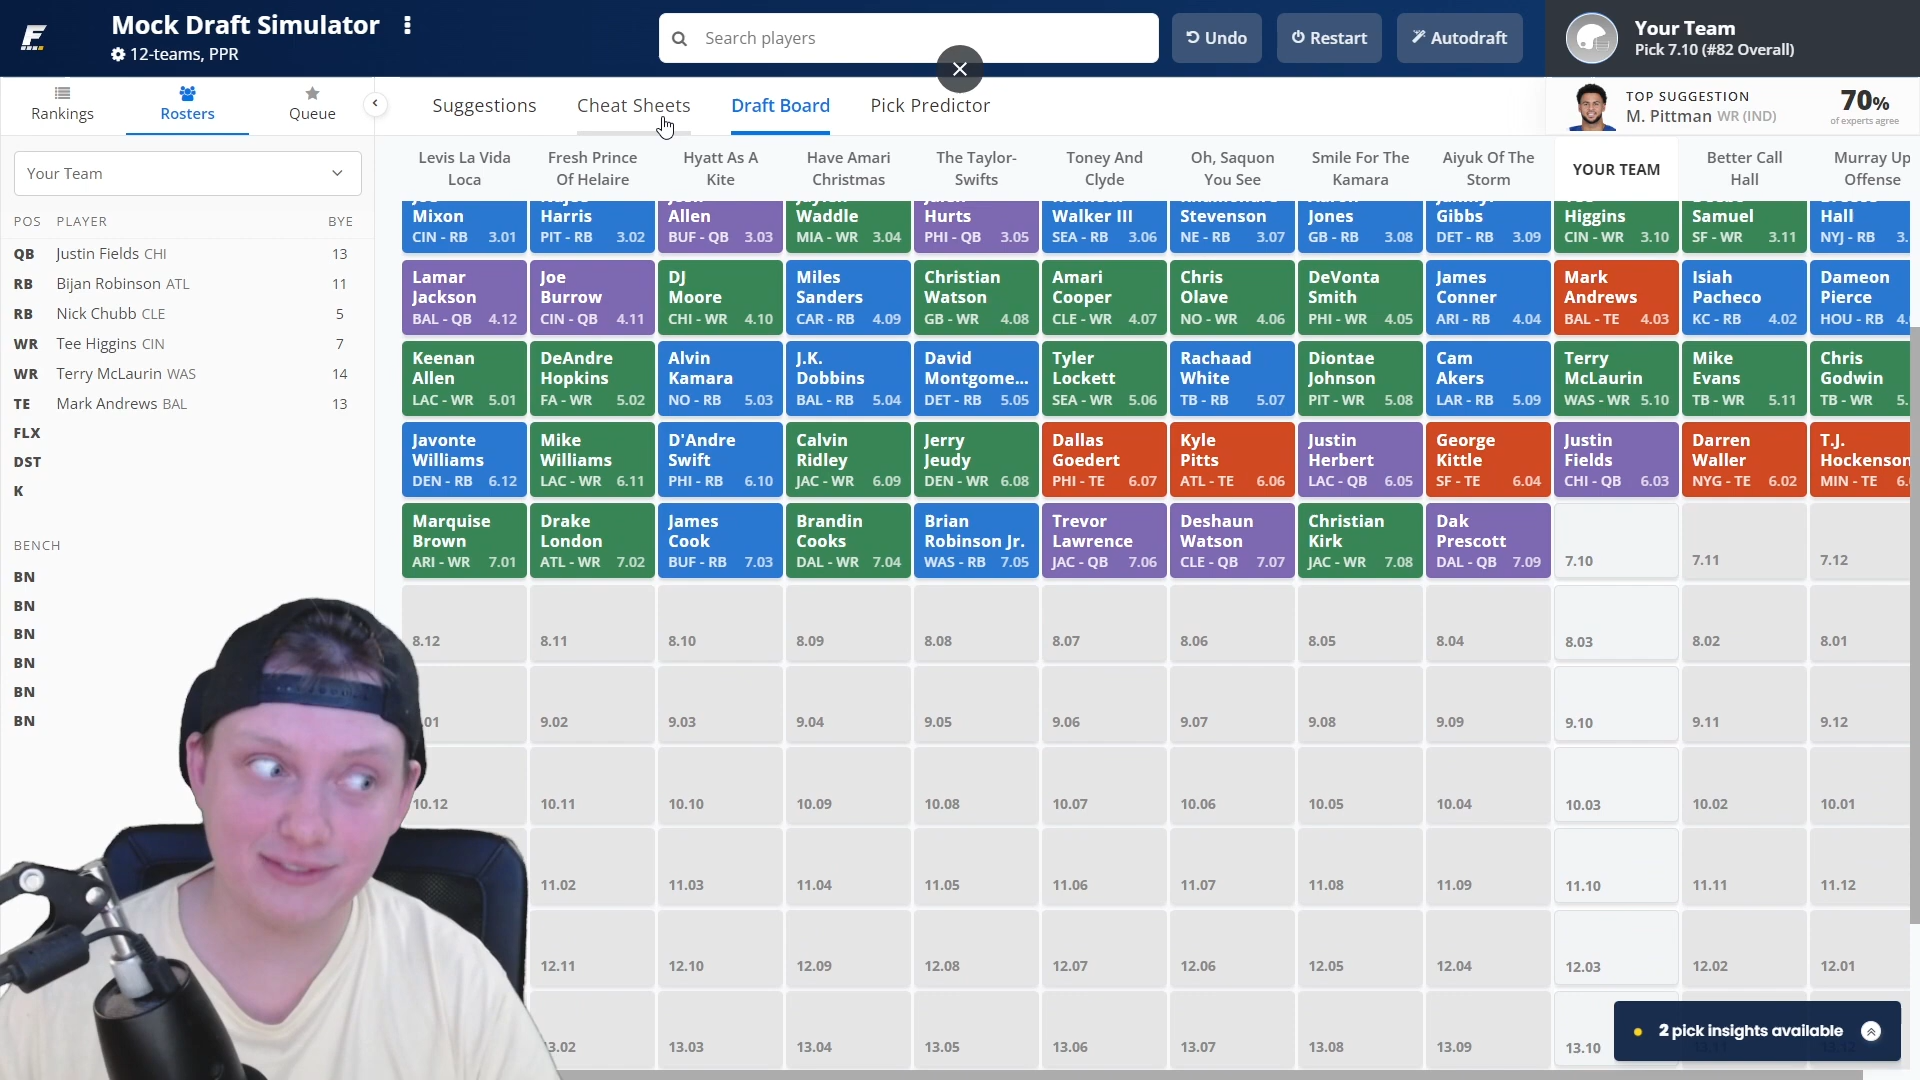 Mock Draft Simulator
12-teams, PPR
Search players
Undo
Restart
Autodraft
Your Team
Pick 7.10 (#82 Overall)
Rankings
Rosters
Queue
Suggestions
Cheat Sheets
Draft Board
Pick Predictor
TOP SUGGESTION
M. Pittman WR (IND)
70%
of experts agree
Your Team
POS PLAYER BYE
QB Justin Fields CHI 13
RB Bijan Robinson ATL 11
RB Nick Chubb CLE 5
WR Tee Higgins CIN 7
WR Terry McLaurin WAS 14
TE Mark Andrews BAL 13
FLX
DST
K
BENCH
BN
BN
BN
BN
BN
BN
Levis La Vida Fresh Prince Hyatt As A Have Amari The Taylor- Toney And Oh, Saquon Smile For The Aiyuk Of The YOUR TEAM Better Call Murray Up
Loca Of Helaire Kite Christmas Swifts Clyde You See Kamara Storm Hall Offense
Mixon Harris Allen Waddle Hurts Walker III Stevenson Jones Gibbs Higgins Samuel Hall
CIN - RB 3.01 PIT - RB 3.02 BUF - QB 3.03 MIA - WR 3.04 PHI - QB 3.05 SEA - RB 3.06 NE - RB 3.07 GB - RB 3.08 DET - RB 3.09 CIN - WR 3.10 SF - WR 3.11 NYJ - RB 3.
Lamar Joe DJ Miles Christian Amari Chris DeVonta James Mark Isiah Dameon
Jackson Burrow Moore Sanders Watson Cooper Olave Smith Conner Andrews Pacheco Pierce
BAL - QB 4.12 CIN - QB 4.11 CHI - WR 4.10 CAR - RB 4.09 GB - WR 4.08 CLE - WR 4.07 NO - WR 4.06 PHI - WR 4.05 ARI - RB 4.04 BAL - TE 4.03 KC - RB 4.02 HOU - RB 4.
Keenan DeAndre Alvin J.K. David Tyler Rachaad Diontae Cam Terry Mike Chris
Allen Hopkins Kamara Dobbins Montgome... Lockett White Johnson Akers McLaurin Evans Godwin
LAC - WR 5.01 FA - WR 5.02 NO - RB 5.03 BAL - RB 5.04 DET - RB 5.05 SEA - WR 5.06 TB - RB 5.07 PIT - WR 5.08 LAR - RB 5.09 WAS - WR 5.10 TB - WR 5.11 TB - WR 5.
Javonte Mike D'Andre Calvin Jerry Dallas Kyle Justin George Justin Darren T.J.
Williams Williams Swift Ridley Jeudy Goedert Pitts Herbert Kittle Fields Waller Hockenson
DEN - RB 6.12 LAC - WR 6.11 PHI - RB 6.10 JAC - WR 6.09 DEN - WR 6.08 PHI - TE 6.07 ATL - TE 6.06 LAC - QB 6.05 SF - TE 6.04 CHI - QB 6.03 NYG - TE 6.02 MIN - TE 6.
Marquise Drake James Brandin Brian Trevor Deshaun Christian Dak
Brown London Cook Cooks Robinson Jr. Lawrence Watson Kirk Prescott
ARI - WR 7.01 ATL - WR 7.02 BUF - RB 7.03 DAL - WR 7.04 WAS - RB 7.05 JAC - QB 7.06 CLE - QB 7.07 JAC - WR 7.08 DAL - QB 7.09 7.10 7.11 7.12
8.12 8.11 8.10 8.09 8.08 8.07 8.06 8.05 8.04 8.03 8.02 8.01
.01 9.02 9.03 9.04 9.05 9.06 9.07 9.08 9.09 9.10 9.11 9.12
10.12 10.11 10.10 10.09 10.08 10.07 10.06 10.05 10.04 10.03 10.02 10.01
11.02 11.03 11.04 11.05 11.06 11.07 11.08 11.09 11.10 11.11 11.12
12.11 12.10 12.09 12.08 12.07 12.06 12.05 12.04 12.03 12.02 12.01
13.02 13.03 13.04 13.05 13.06 13.07 13.08 13.09 13.10
2 pick insights available